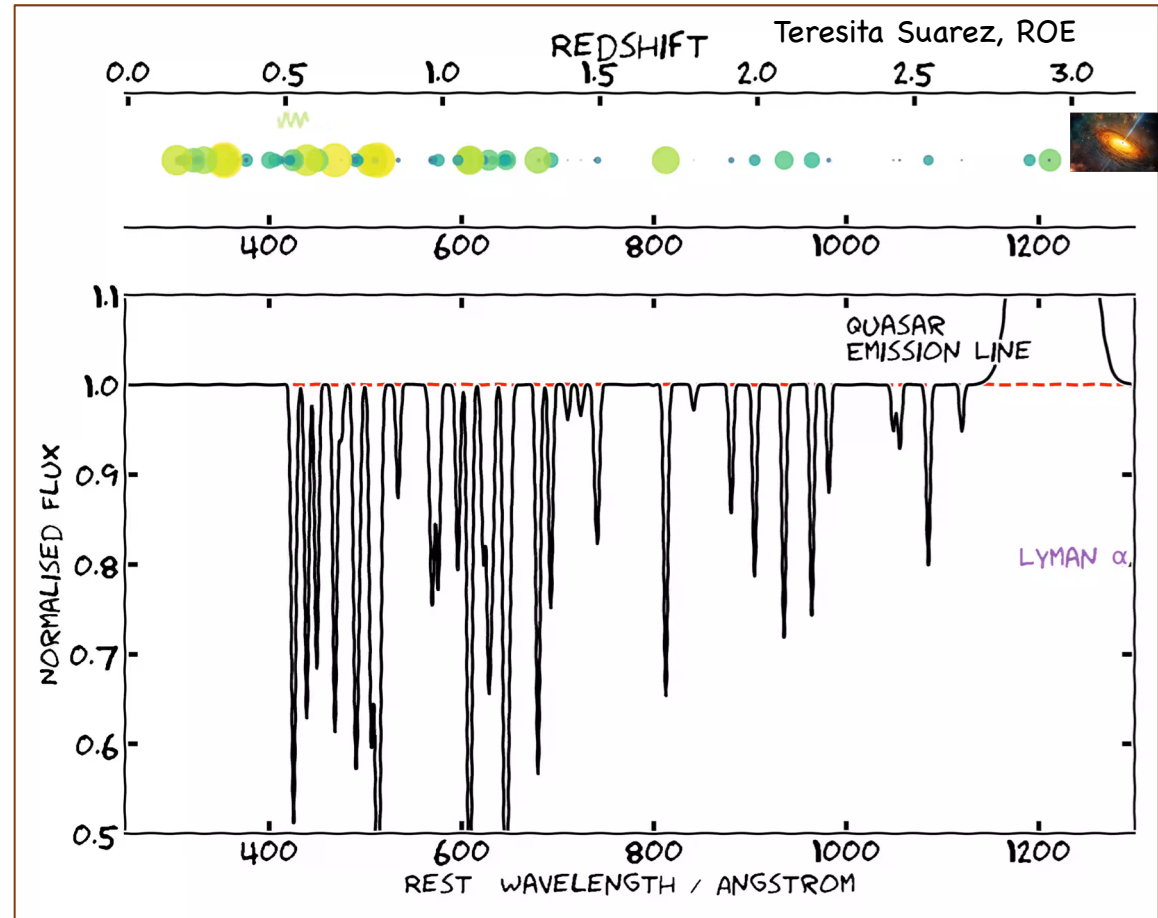 Teresita Suarez, ROE
REDSHIFT
0.0 0.5 1.0 1.5 2.0 2.5 3.0
400 600 800 1000 1200
1.1
1.0
0.9
0.8
0.7
0.6
0.5
NORMALISED FLUX
QUASAR
EMISSION LINE
LYMAN α
400 600 800 1000 1200
REST WAVELENGTH / ANGSTROM